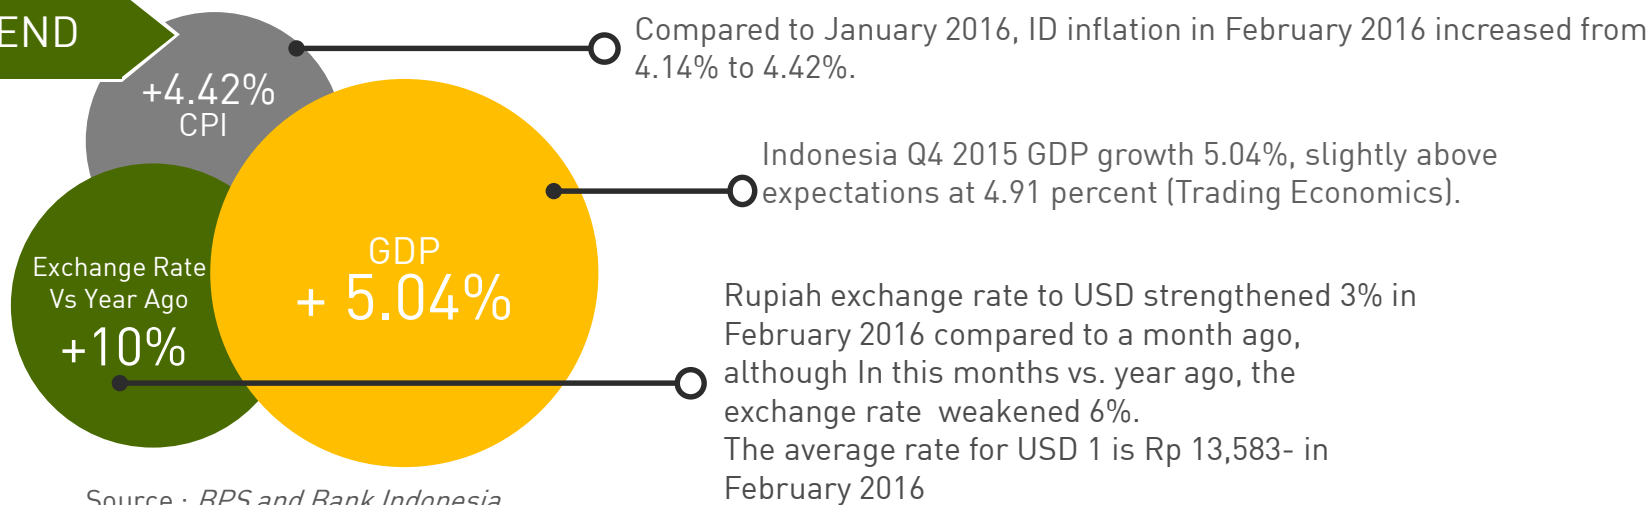 END
+4.42%
CPI
Compared to January 2016, ID inflation in February 2016 increased from
4.14% to 4.42%.
Indonesia Q4 2015 GDP growth 5.04%, slightly above
expectations at 4.91 percent (Trading Economics).
GDP
+ 5.04%
Exchange Rate
Vs Year Ago
+10%
Rupiah exchange rate to USD strengthened 3% in
February 2016 compared to a month ago,
although In this months vs. year ago, the
exchange rate  weakened 6%.
The average rate for USD 1 is Rp 13,583- in
February 2016
Source : BPS and Bank Indonesia